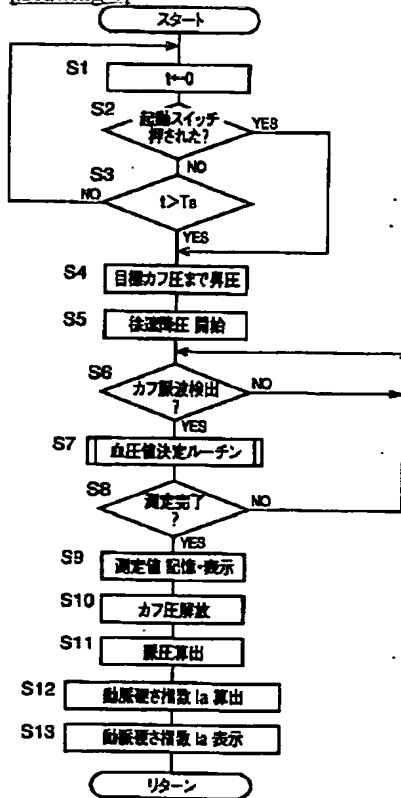 スタート
S1
t←0
S2
起動スイッチ
押された?
YES
NO
S3
t>TB
NO
YES
S4
目標カフ圧まで昇圧
S5
徐速降圧 開始
S6
カフ脈波検出
?
NO
YES
S7
血圧値決定ルーチン
S8
測定完了
?
NO
YES
S9
測定値 記憶・表示
S10
カフ圧解放
S11
脈圧算出
S12
動脈硬さ指数 Ia 算出
S13
動脈硬さ指数 Ia 表示
リターン